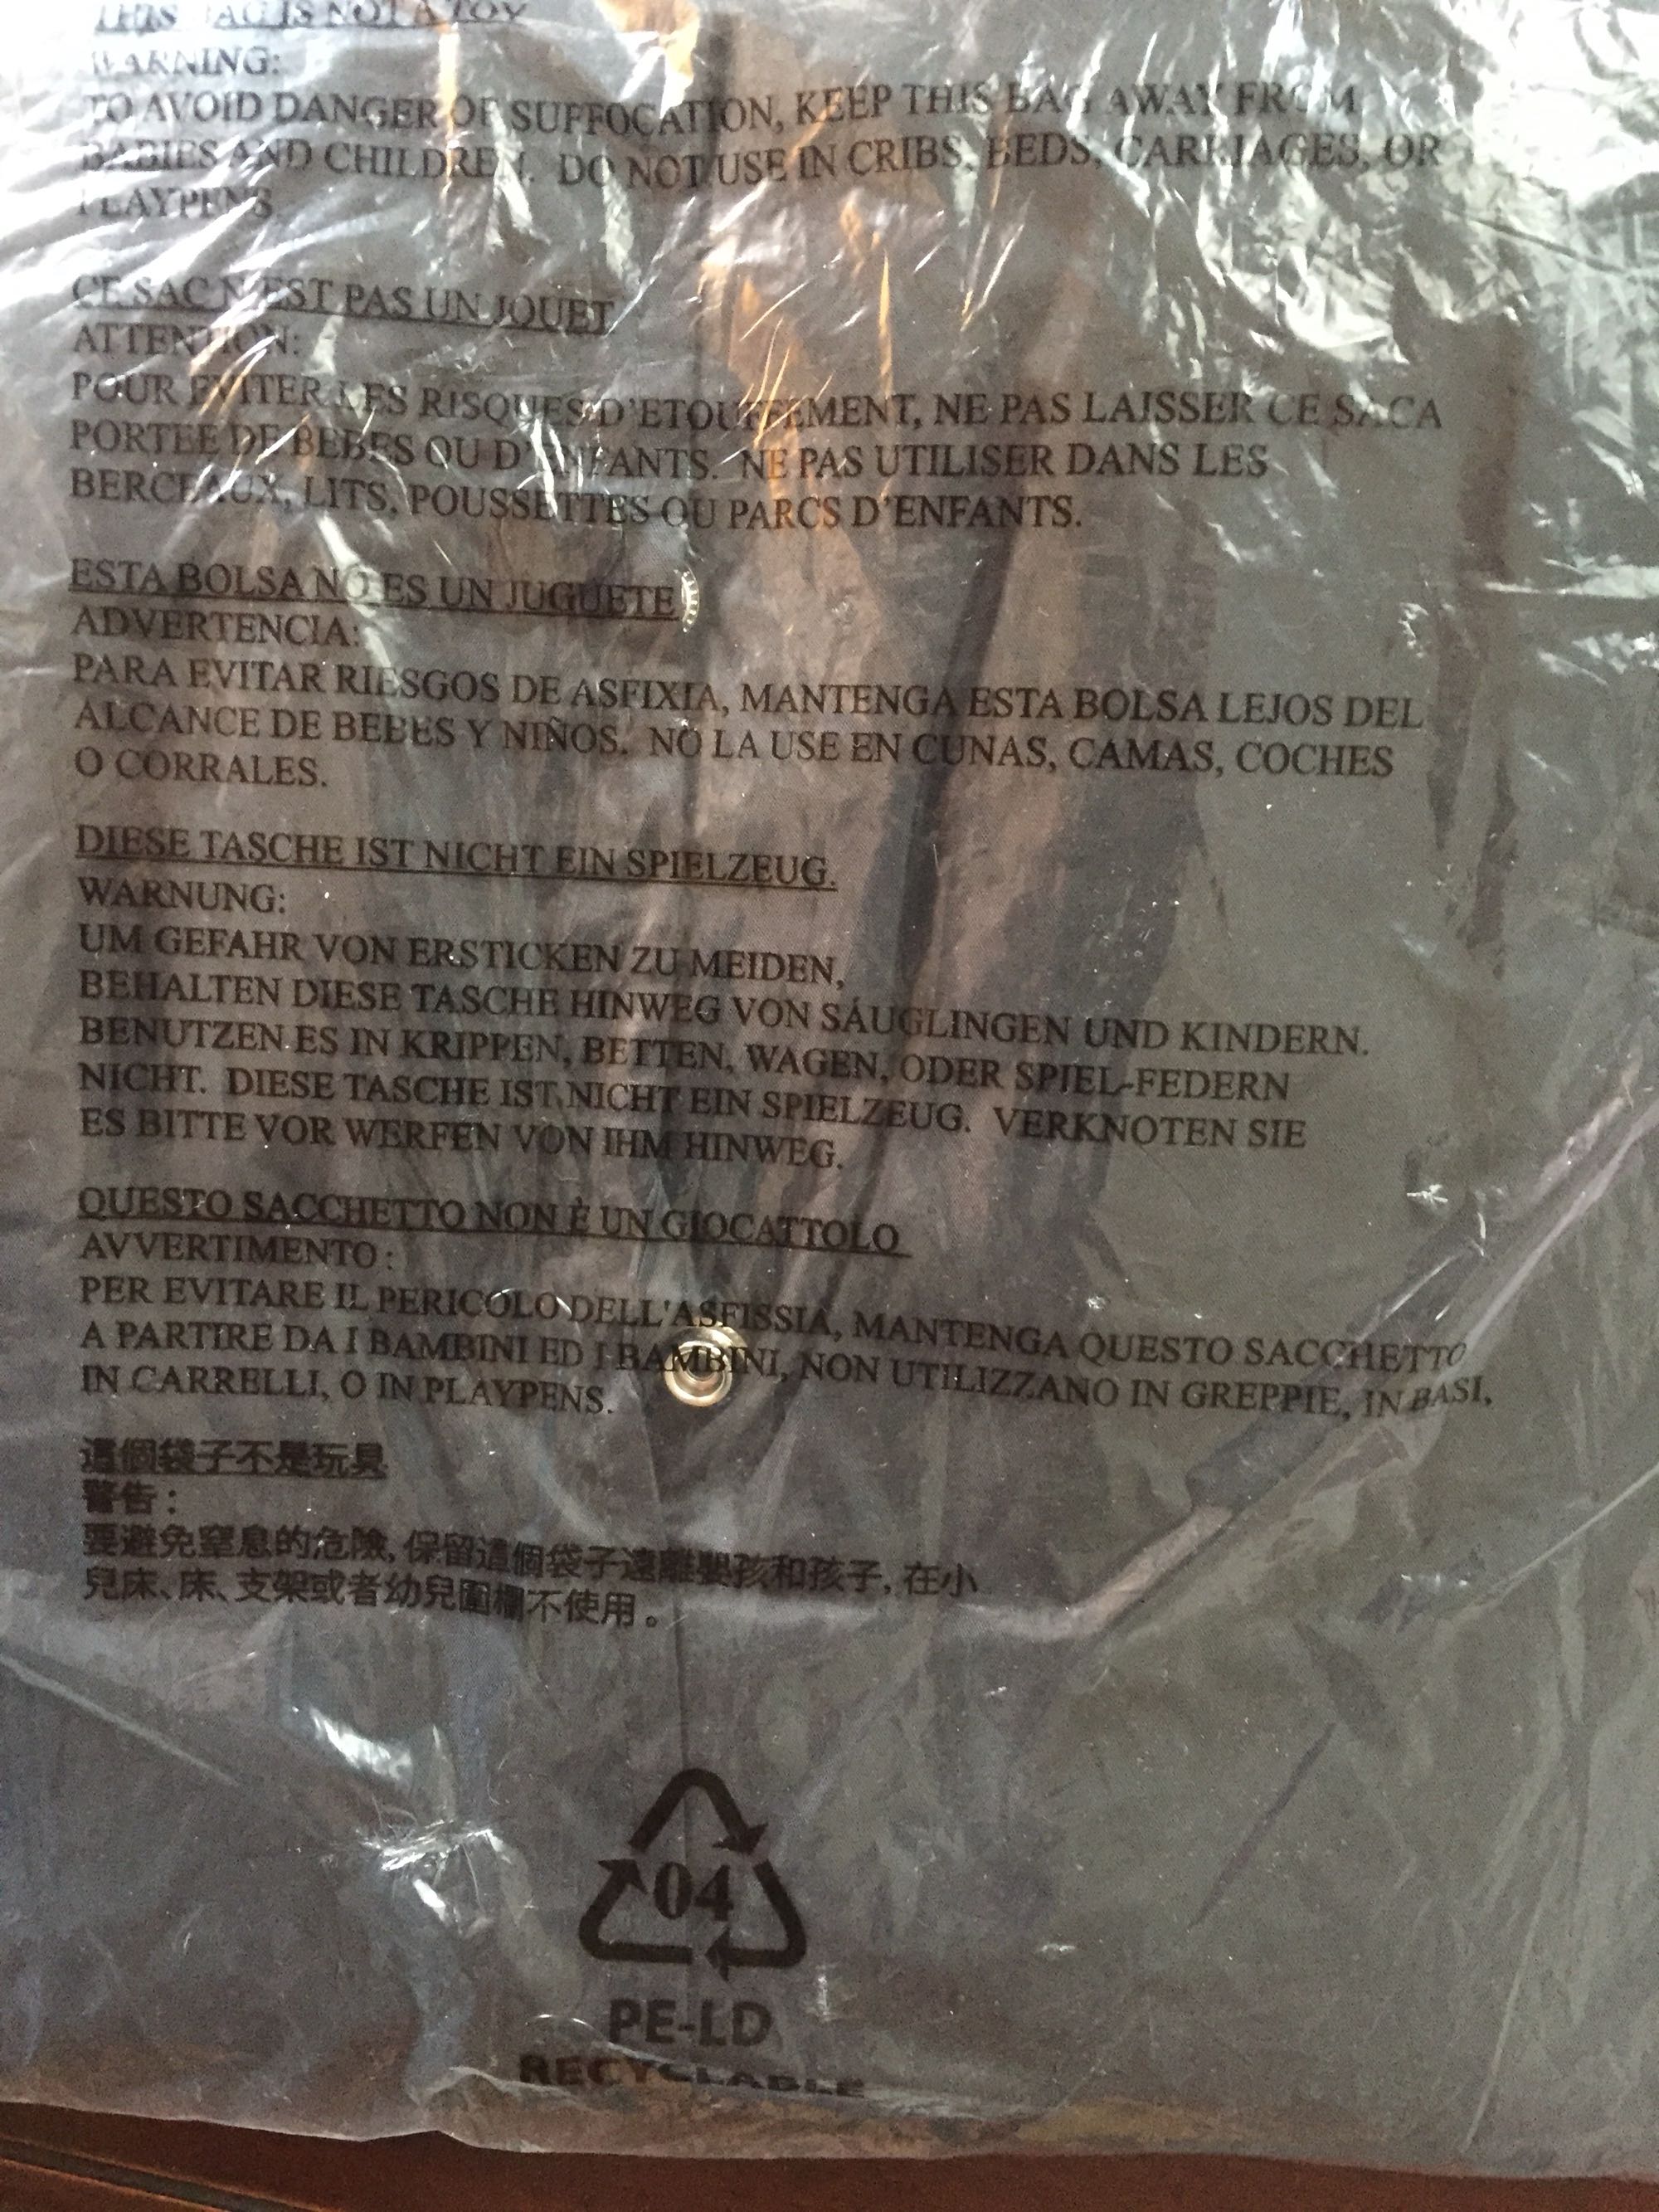 THIS BAG IS NOT A TOY
WARNING:
TO AVOID DANGER OF SUFFOCATION, KEEP THIS BAG AWAY FROM
BABIES AND CHILDREN. DO NOT USE IN CRIBS, BEDS, CARRIAGES, OR
PLAYPENS.
CE SAC N'EST PAS UN JOUET
ATTENTION:
POUR EVITER LES RISQUES D'ETOUFFEMENT, NE PAS LAISSER CE SACA
PORTEE DE BEBES OU D'ENFANTS. NE PAS UTILISER DANS LES
BERCEAUX, LITS, POUSSETTES OU PARCS D'ENFANTS.
ESTA BOLSA NO ES UN JUGUETE
ADVERTENCIA:
PARA EVITAR RIESGOS DE ASFIXIA, MANTENGA ESTA BOLSA LEJOS DEL
ALCANCE DE BEBES Y NIÑOS. NO LA USE EN CUNAS, CAMAS, COCHES
O CORRALES.
DIESE TASCHE IST NICHT EIN SPIELZEUG.
WARNUNG:
UM GEFAHR VON ERSTICKEN ZU MEIDEN,
BEHALTEN DIESE TASCHE HINWEG VON SÁUGLINGEN UND KINDERN.
BENUTZEN ES IN KRIPPEN, BETTEN, WAGEN, ODER SPIEL-FEDERN
NICHT. DIESE TASCHE IST NICHT EIN SPIELZEUG. VERKNOTEN SIE
ES BITTE VOR WERFEN VON IHM HINWEG.
QUESTO SACCHETTO NON È UN GIOCATTOLO
AVVERTIMENTO :
PER EVITARE IL PERICOLO DELL'ASFISSIA, MANTENGA QUESTO SACCHETTO
A PARTIRE DA I BAMBINI ED I BAMBINI, NON UTILIZZANO IN GREPPIE, IN BASI,
IN CARRELLI, O IN PLAYPENS.
這個袋子不是玩具
警告 :
要避免窒息的危險, 保留這個袋子遠離嬰孩和孩子, 在小
兒床、床、支架或者幼兒圍欄不使用。
04
PE-LD
RECYCLABLE